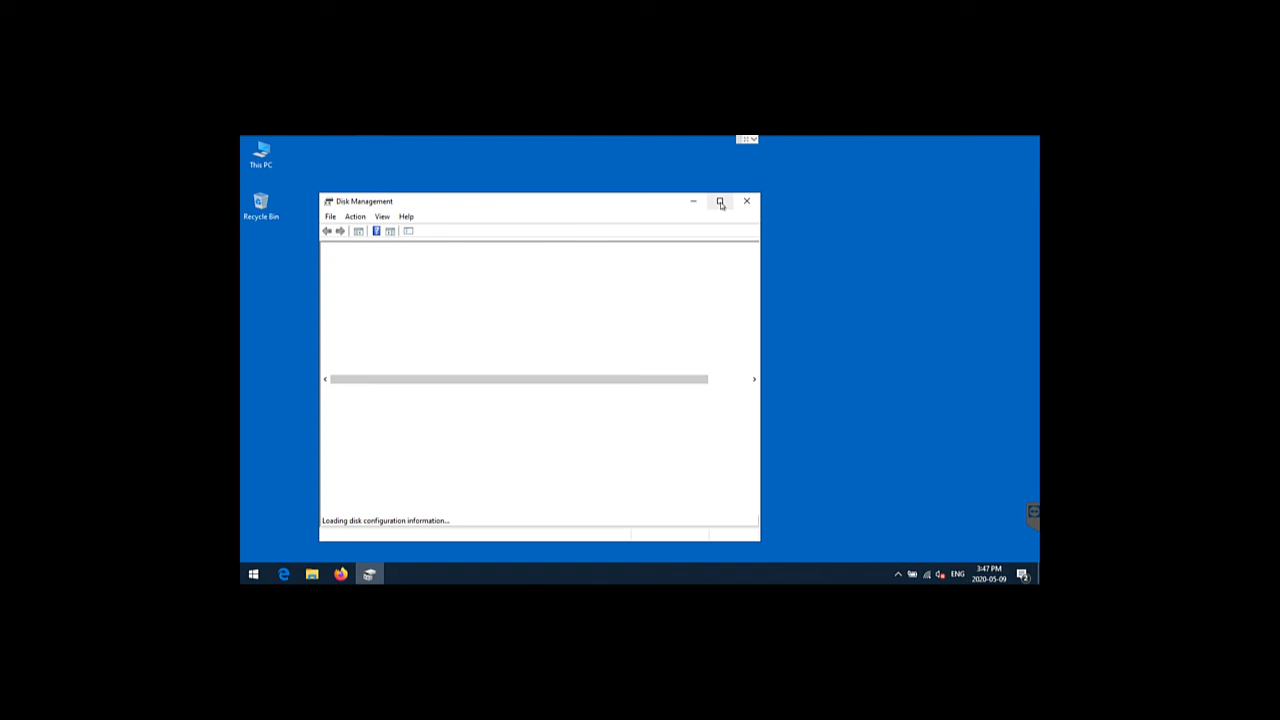 This PC
Recycle Bin
Disk Management
File Action View Help
Loading disk configuration information...
ENG
3:47 PM
2020-05-09
2